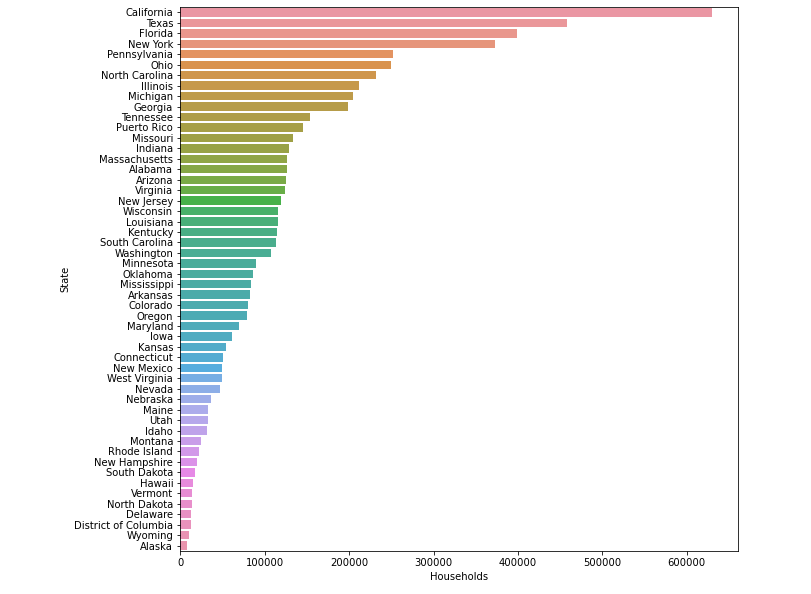 California
Texas
Florida
New York
Pennsylvania
Ohio
North Carolina
Illinois
Michigan
Georgia
Tennessee
Puerto Rico
Missouri
Indiana
Massachusetts
Alabama
Arizona
Virginia
New Jersey
Wisconsin
Louisiana
Kentucky
South Carolina
Washington
Minnesota
Oklahoma
Mississippi
Arkansas
Colorado
Oregon
Maryland
Iowa
Kansas
Connecticut
New Mexico
West Virginia
Nevada
Nebraska
Maine
Utah
Idaho
Montana
Rhode Island
New Hampshire
South Dakota
Hawaii
Vermont
North Dakota
Delaware
District of Columbia
Wyoming
Alaska
State
0 100000 200000 300000 400000 500000 600000
Households